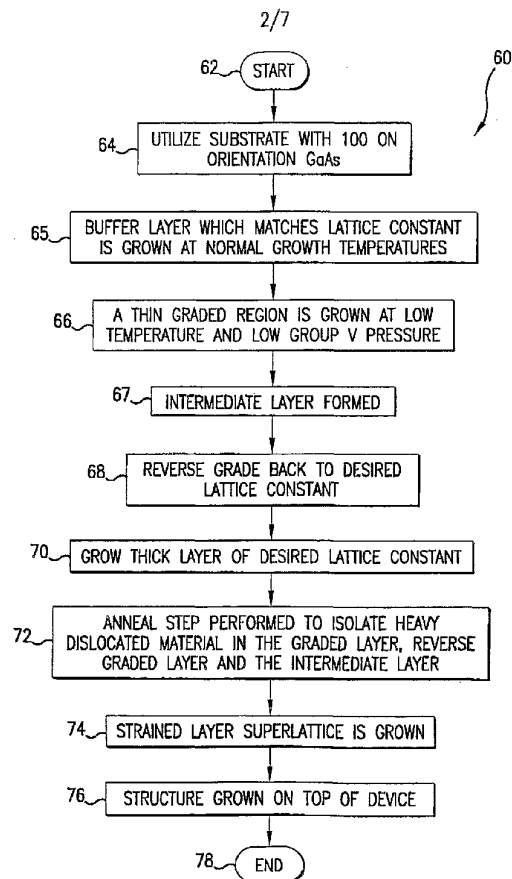 2/7
60
62 START
64 UTILIZE SUBSTRATE WITH 100 ON
ORIENTATION GaAs
65 BUFFER LAYER WHICH MATCHES LATTICE CONSTANT
IS GROWN AT NORMAL GROWTH TEMPERATURES
66 A THIN GRADED REGION IS GROWN AT LOW
TEMPERATURE AND LOW GROUP V PRESSURE
67 INTERMEDIATE LAYER FORMED
68 REVERSE GRADE BACK TO DESIRED
LATTICE CONSTANT
70 GROW THICK LAYER OF DESIRED LATTICE CONSTANT
72 ANNEAL STEP PERFORMED TO ISOLATE HEAVY
DISLOCATED MATERIAL IN THE GRADED LAYER, REVERSE
GRADED LAYER AND THE INTERMEDIATE LAYER
74 STRAINED LAYER SUPERLATTICE IS GROWN
76 STRUCTURE GROWN ON TOP OF DEVICE
78 END